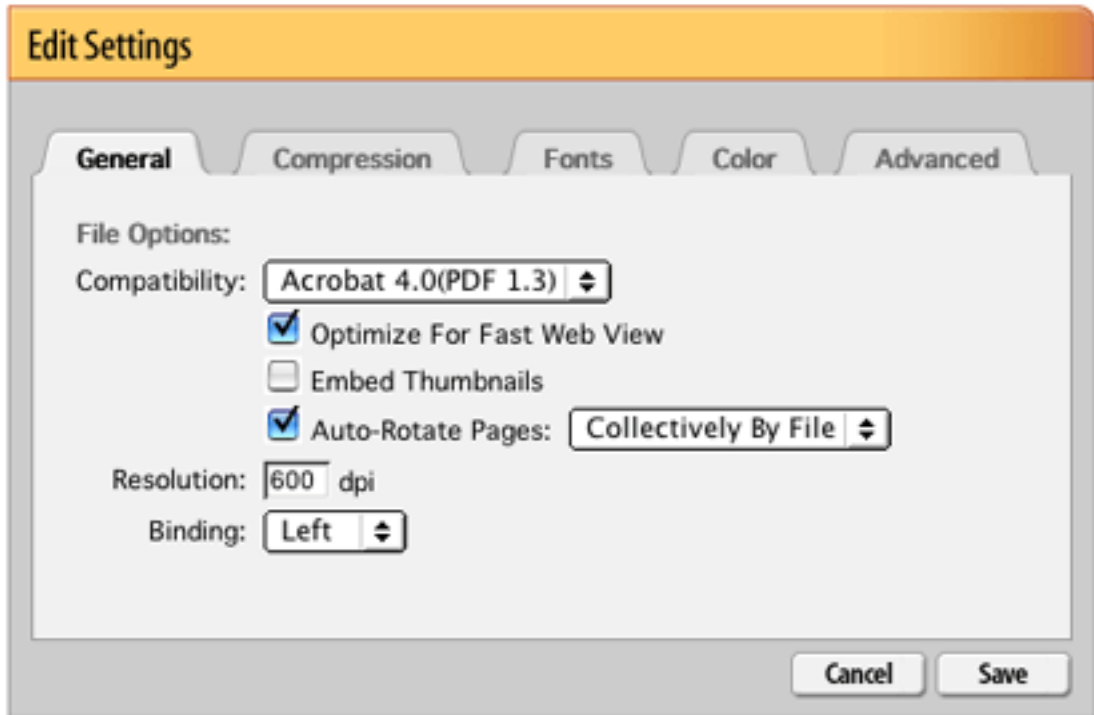 Edit Settings
General Compression Fonts Color Advanced
File Options:
Compatibility: Acrobat 4.0(PDF 1.3)
Optimize For Fast Web View
Embed Thumbnails
Auto-Rotate Pages: Collectively By File
Resolution: 600 dpi
Binding: Left
Cancel Save